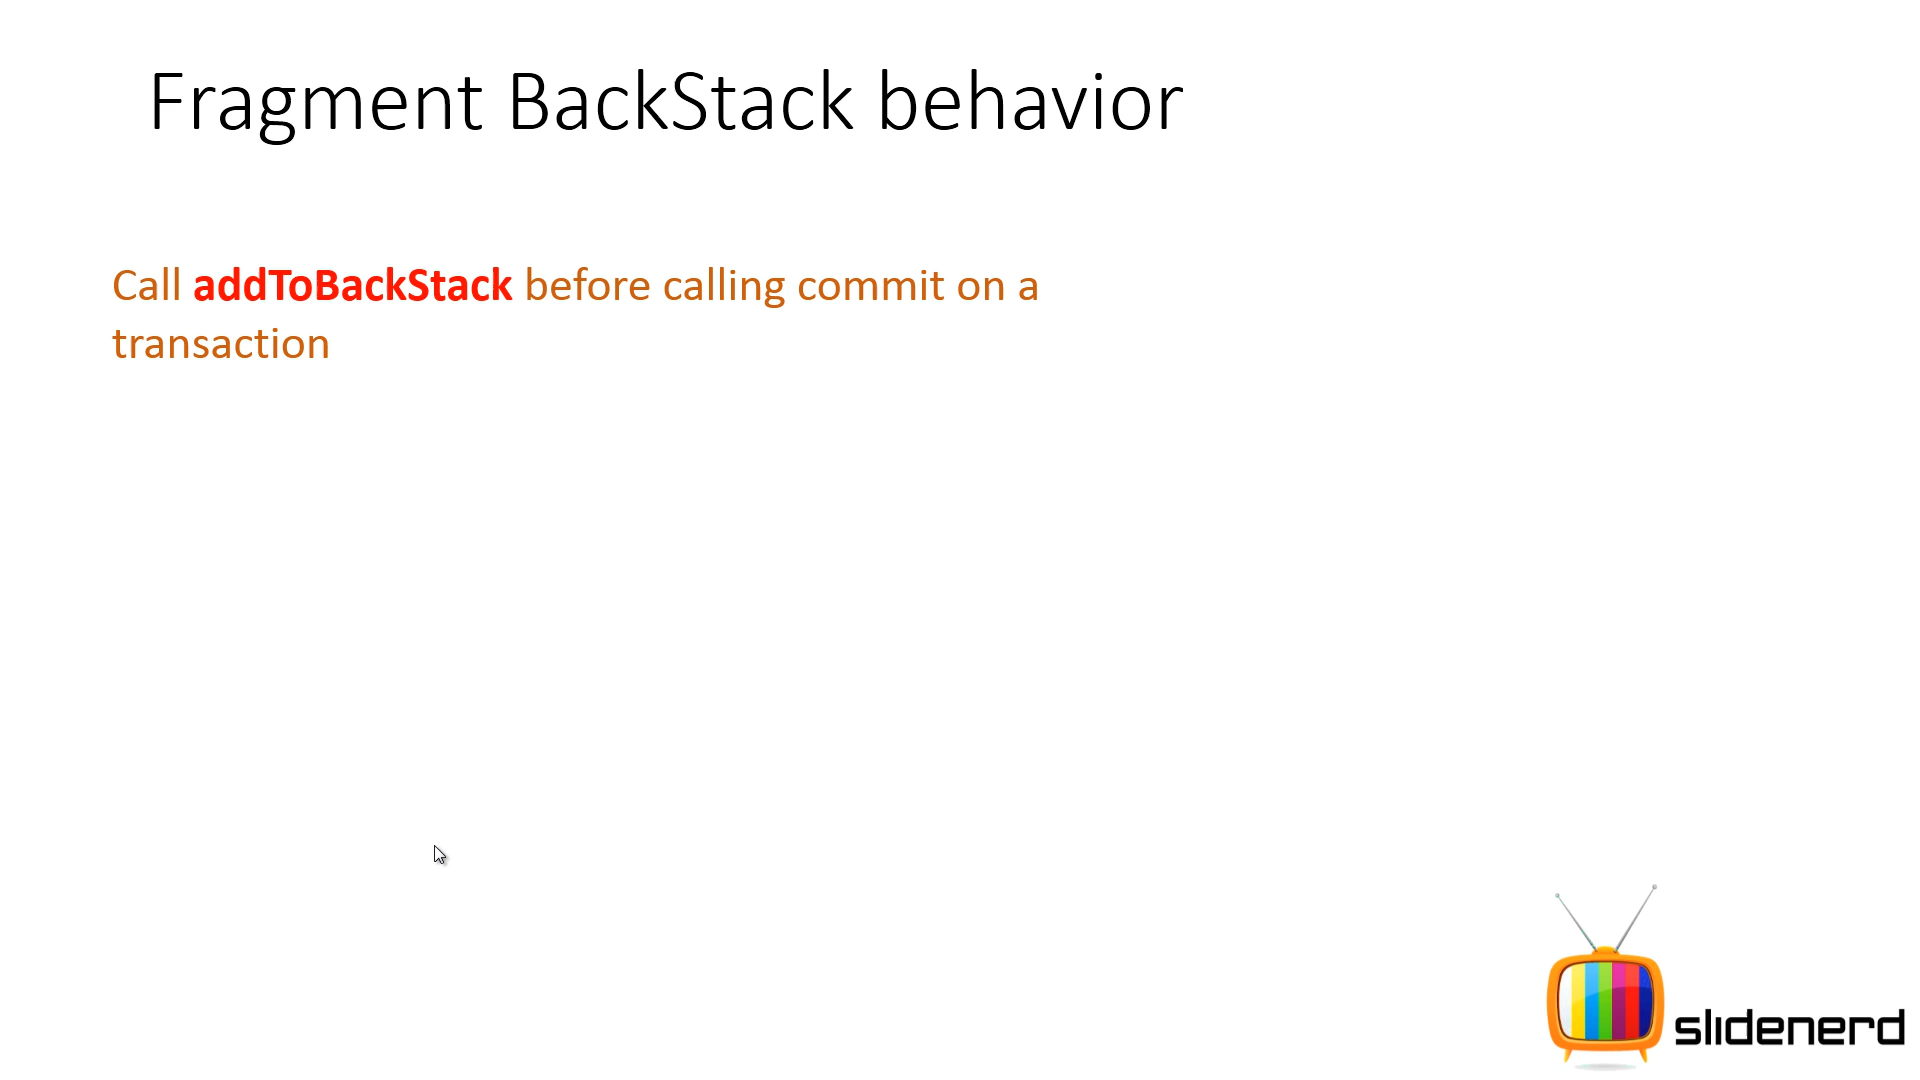 Fragment BackStack behavior
Call addToBackStack before calling commit on a
transaction
slidenerd